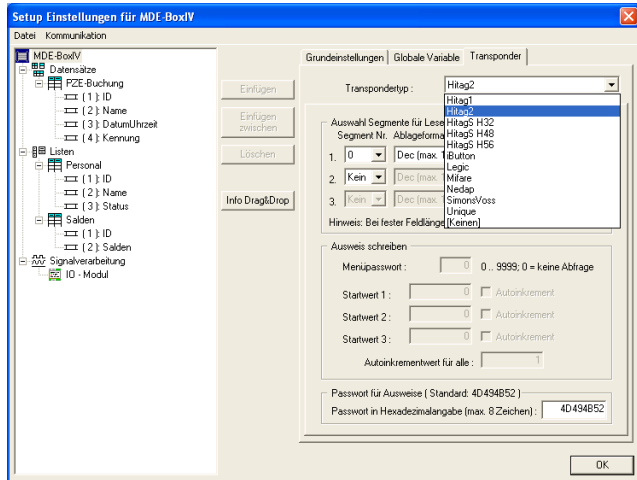 Setup Einstellungen für MDE-BoxIV
Datei Kommunikation
MDE-BoxIV
Datensätze
PZE-Buchung
( 1 ): ID
( 2 ): Name
( 3 ): DatumUhrzeit
( 4 ): Kennung
Listen
Personal
( 1 ): ID
( 2 ): Name
( 3 ): Status
Salden
( 1 ): ID
( 2 ): Salden
Signalverarbeitung
IO - Modul
Einfügen
Einfügen
zwischen
Löschen
Info Drag&Drop
Grundeinstellungen Globale Variable Transponder
Transpondertyp : Hitag2
Hitag1
Hitag2
HitagS H32
HitagS H48
HitagS H56
iButton
Legic
Mifare
Nedap
SimonsVoss
Unique
[Keinen]
Auswahl Segmente für Lese
Segment Nr. Ablageforma
1. 0 Dec (max. 1
2. Kein Dec (max. 1
3. Kein Dec (max. 1
Hinweis: Bei fester Feldlänge
Ausweis schreiben
Menüpasswort : 0 0 .. 9999; 0 = keine Abfrage
Startwert 1 : 0 Autoinkrement
Startwert 2 : 0 Autoinkrement
Startwert 3 : 0 Autoinkrement
Autoinkrementwert für alle : 1
Passwort für Ausweise ( Standard: 4D494B52 )
Passwort in Hexadezimalangabe (max. 8 Zeichen) : 4D494B52
OK